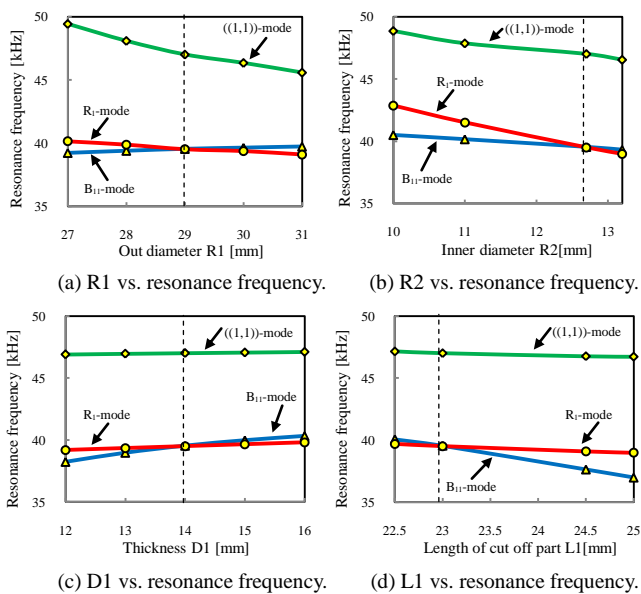 50
45
40
35
Resonance frequency [kHz]
((1,1))-mode
R1-mode
B11-mode
27 28 29 30 31
Out diameter R1 [mm]
(a) R1 vs. resonance frequency.
50
45
40
35
Resonance frequency [kHz]
((1,1))-mode
R1-mode
B11-mode
10 11 12 13
Inner diameter R2[mm]
(b) R2 vs. resonance frequency.
50
45
40
35
Resonance frequency [kHz]
((1,1))-mode
R1-mode
B11-mode
12 13 14 15 16
Thickness D1 [mm]
(c) D1 vs. resonance frequency.
50
45
40
35
Resonance frequency [kHz]
((1,1))-mode
R1-mode
B11-mode
22.5 23 23.5 24 24.5 25
Length of cut off part L1[mm]
(d) L1 vs. resonance frequency.